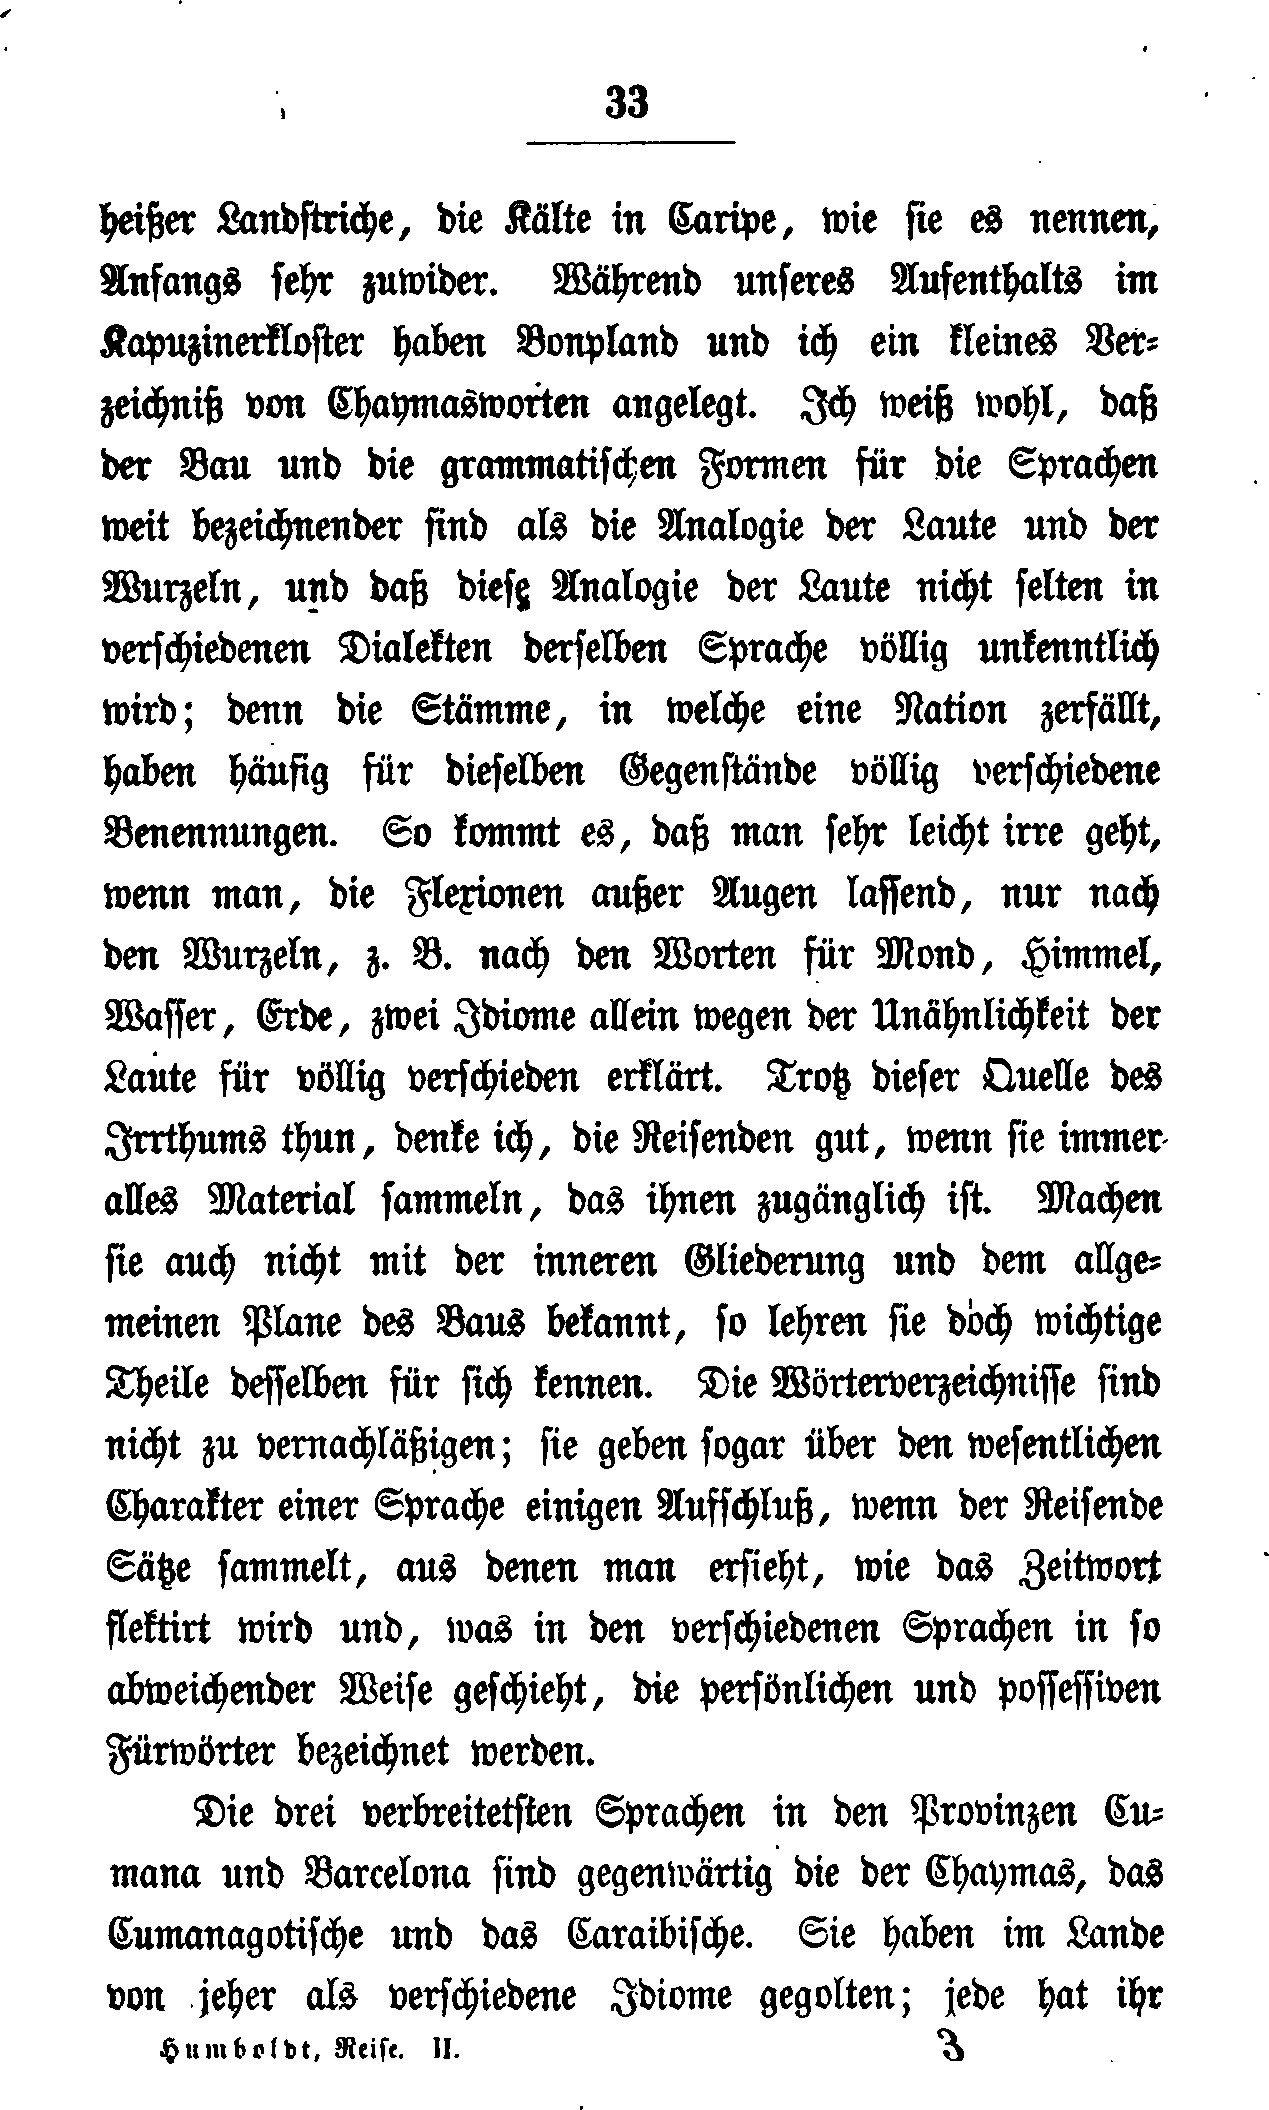 33
heißer Landstriche, die Kälte in Caripe, wie sie es nennen,
Anfangs sehr zuwider. Während unseres Aufenthalts im
Kapuzinerkloster haben Bonpland und ich ein kleines Ver-
zeichniß von Chaymasworten angelegt. Ich weiß wohl, daß
der Bau und die grammatischen Formen für die Sprachen
weit bezeichnender sind als die Analogie der Laute und der
Wurzeln, und daß diese Analogie der Laute nicht selten in
verschiedenen Dialekten derselben Sprache völlig unkenntlich
wird; denn die Stämme, in welche eine Nation zerfällt,
haben häufig für dieselben Gegenstände völlig verschiedene
Benennungen. So kommt es, daß man sehr leicht irre geht,
wenn man, die Flexionen außer Augen lassend, nur nach
den Wurzeln, z. B. nach den Worten für Mond, Himmel,
Wasser, Erde, zwei Idiome allein wegen der Unähnlichkeit der
Laute für völlig verschieden erklärt. Trotz dieser Quelle des
Irrthums thun, denke ich, die Reisenden gut, wenn sie immer
alles Material sammeln, das ihnen zugänglich ist. Machen
sie auch nicht mit der inneren Gliederung und dem allge-
meinen Plane des Baus bekannt, so lehren sie doch wichtige
Theile desselben für sich kennen. Die Wörterverzeichnisse sind
nicht zu vernachläßigen; sie geben sogar über den wesentlichen
Charakter einer Sprache einigen Aufschluß, wenn der Reisende
Sätze sammelt, aus denen man ersieht, wie das Zeitwort
flektirt wird und, was in den verschiedenen Sprachen in so
abweichender Weise geschieht, die persönlichen und possessiven
Fürwörter bezeichnet werden.
Die drei verbreitetsten Sprachen in den Provinzen Cu-
mana und Barcelona sind gegenwärtig die der Chaymas, das
Cumanagotische und das Caraibische. Sie haben im Lande
von jeher als verschiedene Idiome gegolten; jede hat ihr
Humboldt, Reise. II. 3